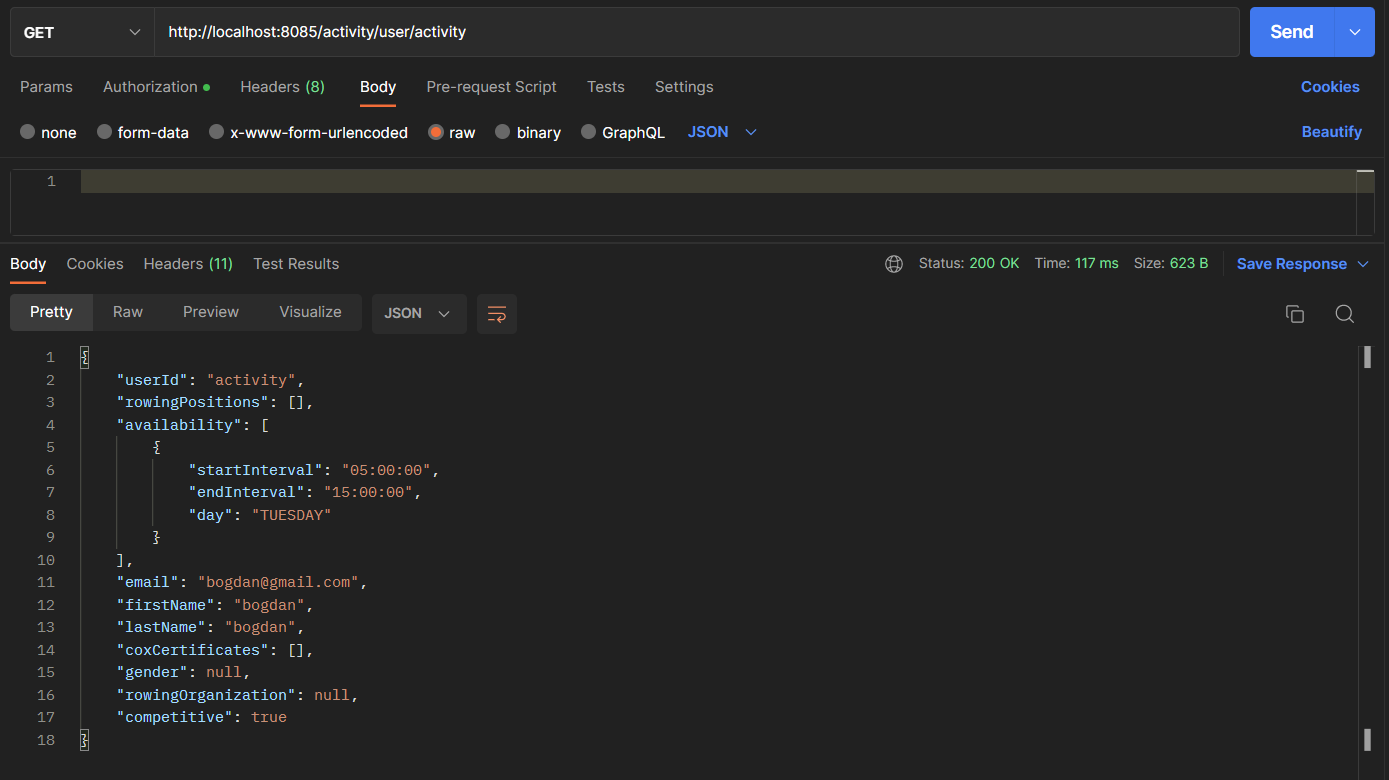 GET http://localhost:8085/activity/user/activity Send
Params Authorization Headers (8) Body Pre-request Script Tests Settings Cookies
none form-data x-www-form-urlencoded raw binary GraphQL JSON Beautify
1
Body Cookies Headers (11) Test Results Status: 200 OK Time: 117 ms Size: 623 B Save Response
Pretty Raw Preview Visualize JSON
1 {
2 "userId": "activity",
3 "rowingPositions": [],
4 "availability": [
5 {
6 "startInterval": "05:00:00",
7 "endInterval": "15:00:00",
8 "day": "TUESDAY"
9 }
10 ],
11 "email": "bogdan@gmail.com",
12 "firstName": "bogdan",
13 "lastName": "bogdan",
14 "coxCertificates": [],
15 "gender": null,
16 "rowingOrganization": null,
17 "competitive": true
18 }